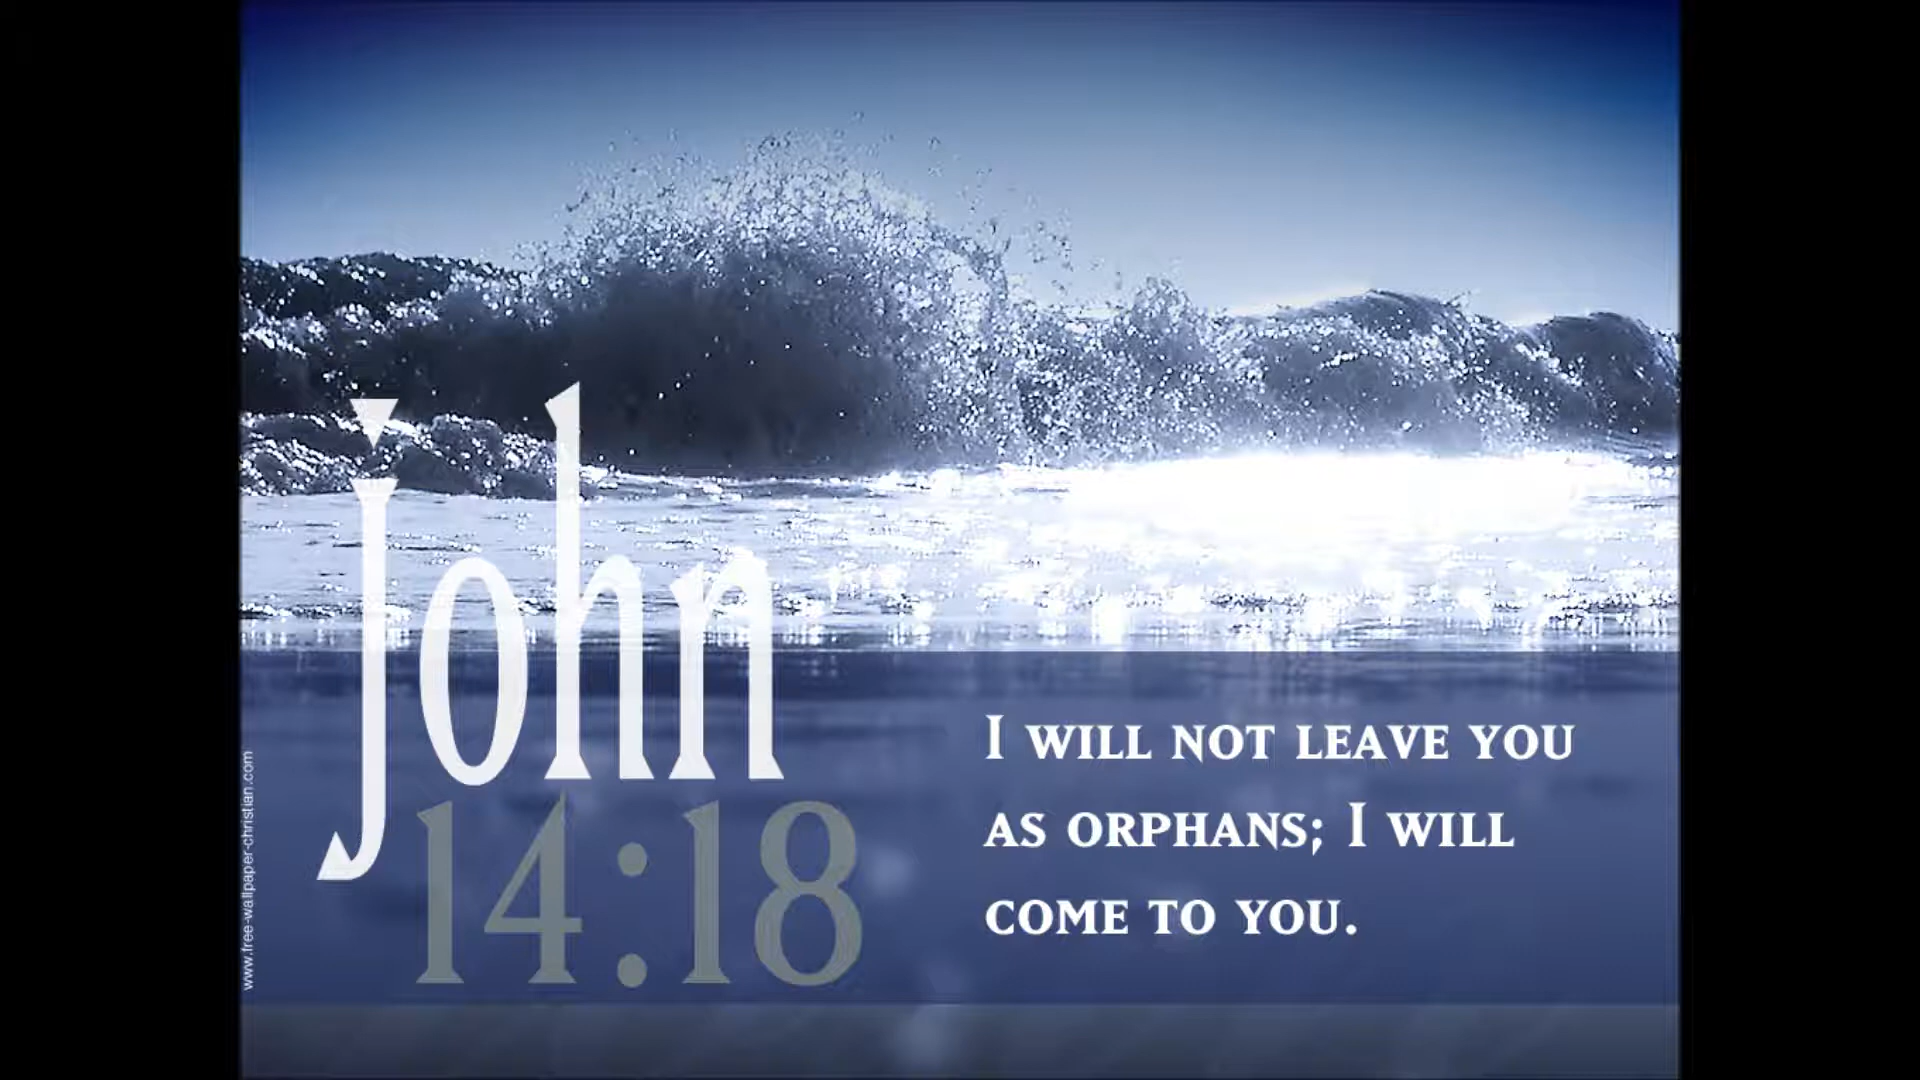 John
14:18
I WILL NOT LEAVE YOU
AS ORPHANS; I WILL
COME TO YOU.
www.free-wallpaper-christian.com